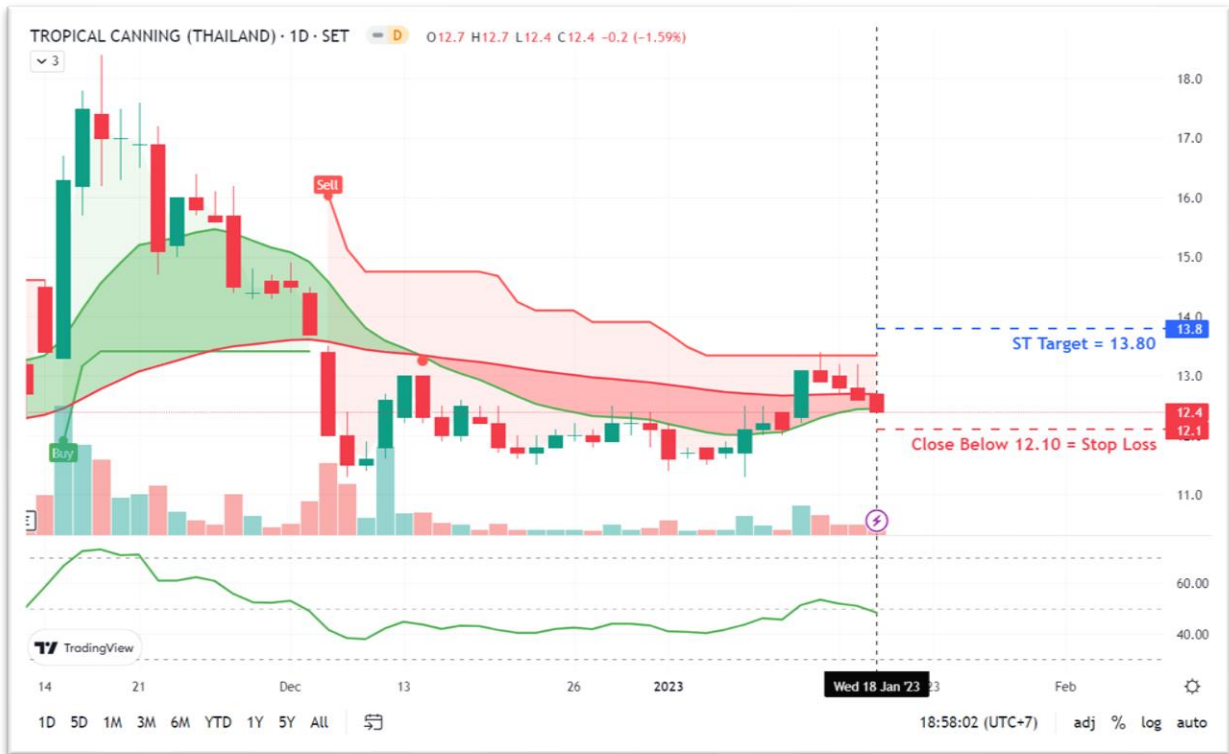 TROPICAL CANNING (THAILAND) · 1D · SET D O12.7 H12.7 L12.4 C12.4 −0.2 (−1.59%)
3
18.0
17.0
Sell
16.0
15.0
14.0
13.8
ST Target = 13.80
13.0
12.4
12.1
Close Below 12.10 = Stop Loss
Buy
11.0
60.00
40.00
TradingView
14 21 Dec 13 26 2023 Wed 18 Jan '23 23 Feb
1D 5D 1M 3M 6M YTD 1Y 5Y All 18:58:02 (UTC+7) adj % log auto